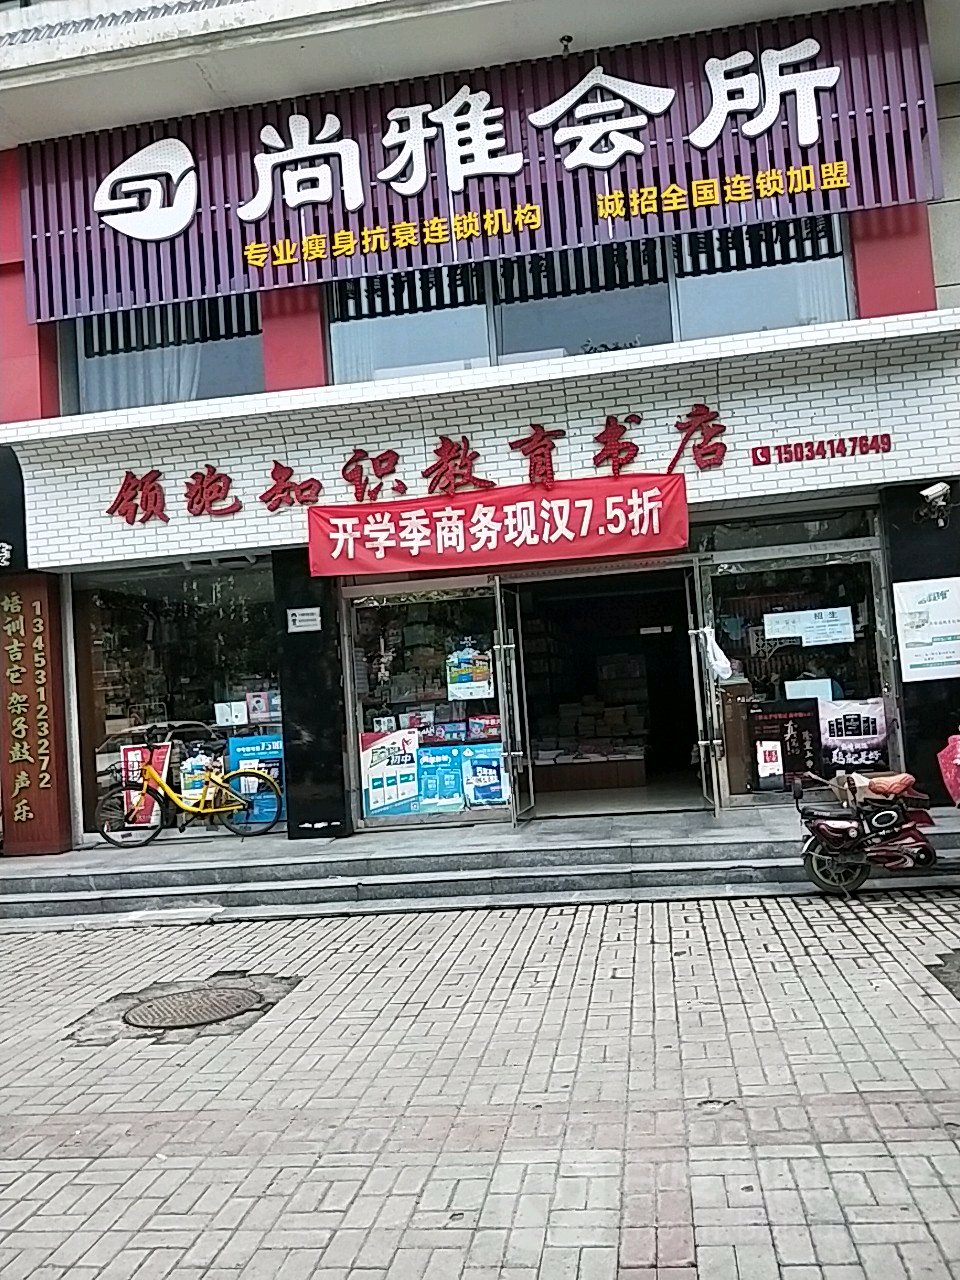 SY 尚雅会所
专业瘦身抗衰连锁机构 诚招全国连锁加盟
领跑知识教育书店 15034147649
开学季商务现汉7.5折
培训吉它架子鼓声乐
13453123272
招生
初中